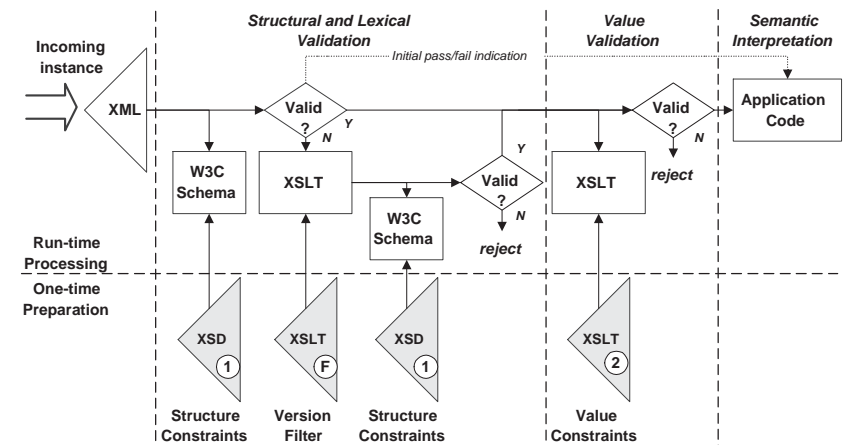 Structural and Lexical
Validation
Value
Validation
Semantic
Interpretation
Incoming
instance
Initial pass/fail indication
XML
Valid
?
Y
N
Valid
?
N
reject
Application
Code
W3C
Schema
XSLT
Y
Valid
?
N
reject
XSLT
W3C
Schema
Run-time
Processing
One-time
Preparation
XSD
1
XSLT
F
XSD
1
XSLT
2
Structure
Constraints
Version
Filter
Structure
Constraints
Value
Constraints